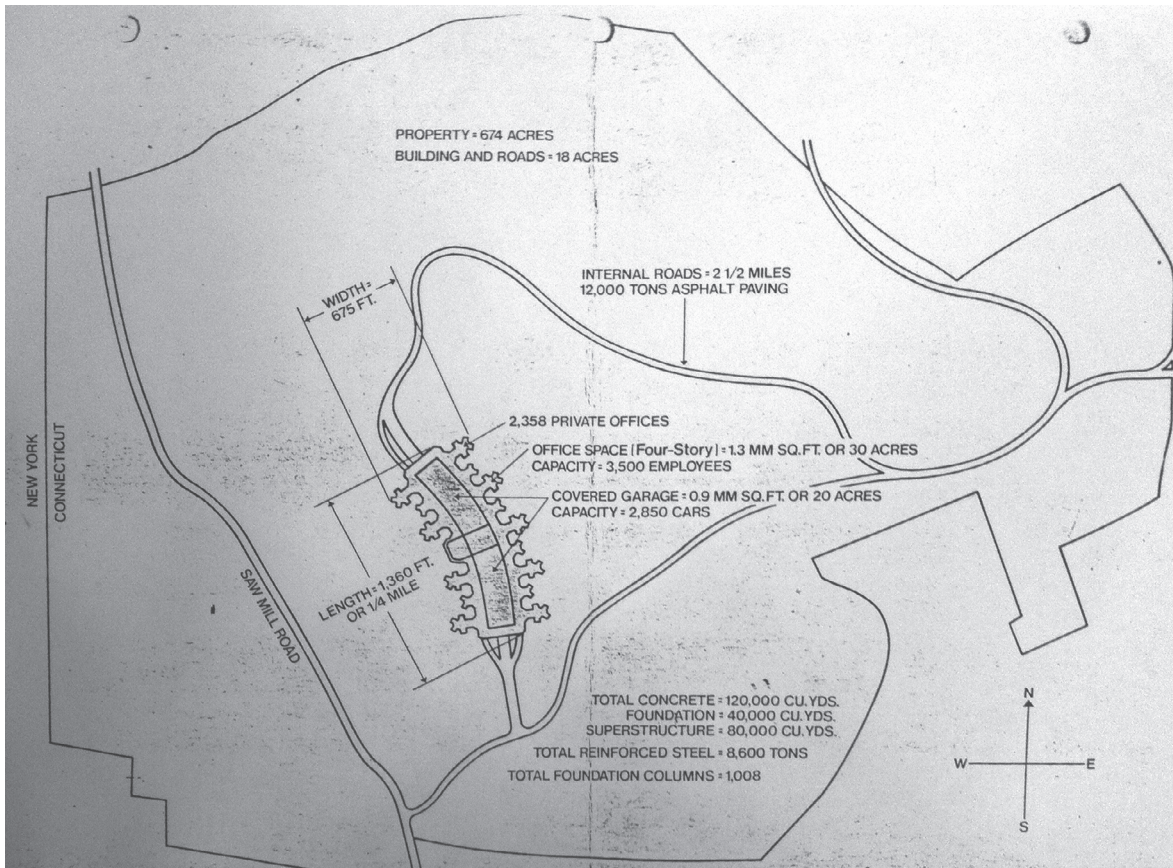 PROPERTY = 674 ACRES
BUILDING AND ROADS = 18 ACRES
INTERNAL ROADS = 2 1/2 MILES
12,000 TONS ASPHALT PAVING
WIDTH =
675 FT.
2,358 PRIVATE OFFICES
OFFICE SPACE (Four-Story) = 1.3 MM SQ.FT. OR 30 ACRES
CAPACITY = 3,500 EMPLOYEES
COVERED GARAGE = 0.9 MM SQ.FT. OR 20 ACRES
CAPACITY = 2,850 CARS
NEW YORK
CONNECTICUT
LENGTH = 1,360 FT.
OR 1/4 MILE
SAW MILL ROAD
TOTAL CONCRETE = 120,000 CU.YDS.
FOUNDATION = 40,000 CU.YDS.
SUPERSTRUCTURE = 80,000 CU.YDS.
TOTAL REINFORCED STEEL = 8,600 TONS
TOTAL FOUNDATION COLUMNS = 1,008
N
W
E
S